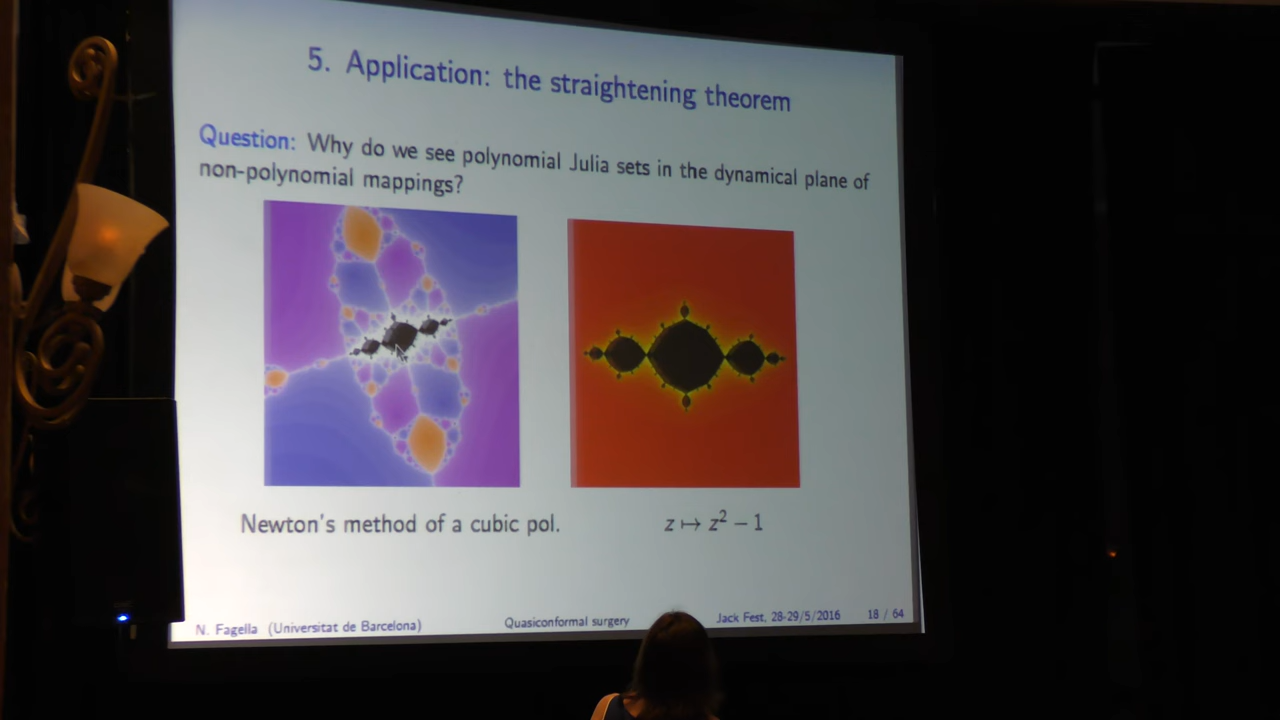 5. Application: the straightening theorem
Question: Why do we see polynomial Julia sets in the dynamical plane of
non-polynomial mappings?
Newton's method of a cubic pol.
z ↦ z² − 1
N. Fagella (Universitat de Barcelona)
Quasiconformal surgery
Jack Fest, 28-29/5/2016
18 / 64